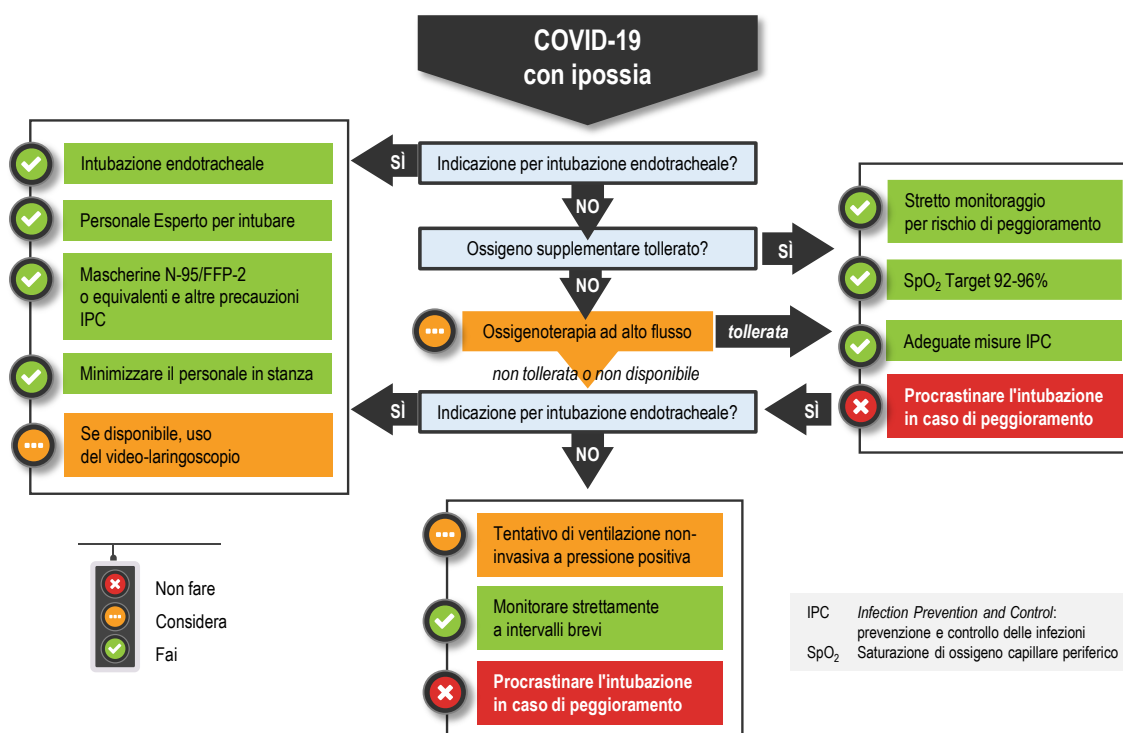 COVID-19
con ipossia
Indicazione per intubazione endotracheale?
SÌ
NO
Intubazione endotracheale
Personale Esperto per intubare
Mascherine N-95/FFP-2
o equivalenti e altre precauzioni
IPC
Minimizzare il personale in stanza
Se disponibile, uso
del video-laringoscopio
Ossigeno supplementare tollerato?
SÌ
NO
Stretto monitoraggio
per rischio di peggioramento
SpO₂ Target 92-96%
Adeguate misure IPC
Procrastinare l'intubazione
in caso di peggioramento
Ossigenoterapia ad alto flusso
tollerata
non tollerata o non disponibile
Indicazione per intubazione endotracheale?
SÌ
SÌ
NO
Tentativo di ventilazione non-
invasiva a pressione positiva
Monitorare strettamente
a intervalli brevi
Procrastinare l'intubazione
in caso di peggioramento
Non fare
Considera
Fai
IPC Infection Prevention and Control:
prevenzione e controllo delle infezioni
SpO₂ Saturazione di ossigeno capillare periferico